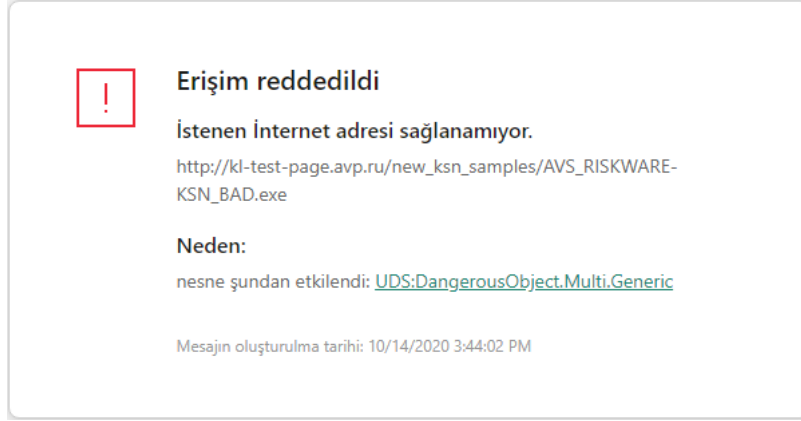 !
Erişim reddedildi
İstenen İnternet adresi sağlanamıyor.
http://kl-test-page.avp.ru/new_ksn_samples/AVS_RISKWARE-
KSN_BAD.exe
Neden:
nesne şundan etkilendi: UDS:DangerousObject.Multi.Generic
Mesajın oluşturulma tarihi: 10/14/2020 3:44:02 PM